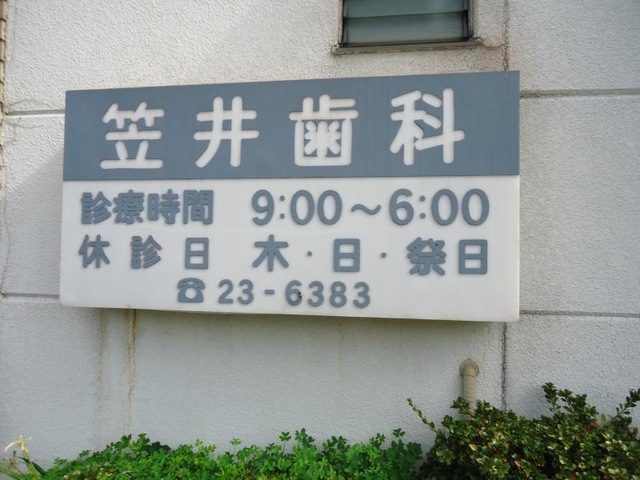 笠井歯科
診療時間 9:00～6:00
休診日 木・日・祭日
☎23-6383